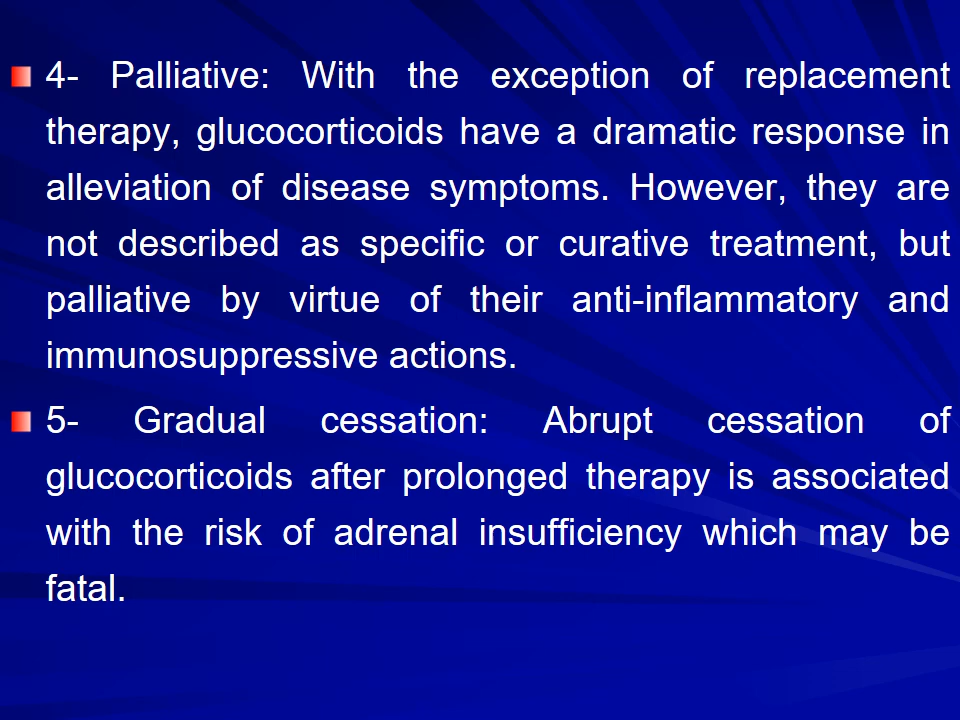 4- Palliative: With the exception of replacement
therapy, glucocorticoids have a dramatic response in
alleviation of disease symptoms. However, they are
not described as specific or curative treatment, but
palliative by virtue of their anti-inflammatory and
immunosuppressive actions.
5- Gradual cessation: Abrupt cessation of
glucocorticoids after prolonged therapy is associated
with the risk of adrenal insufficiency which may be
fatal.